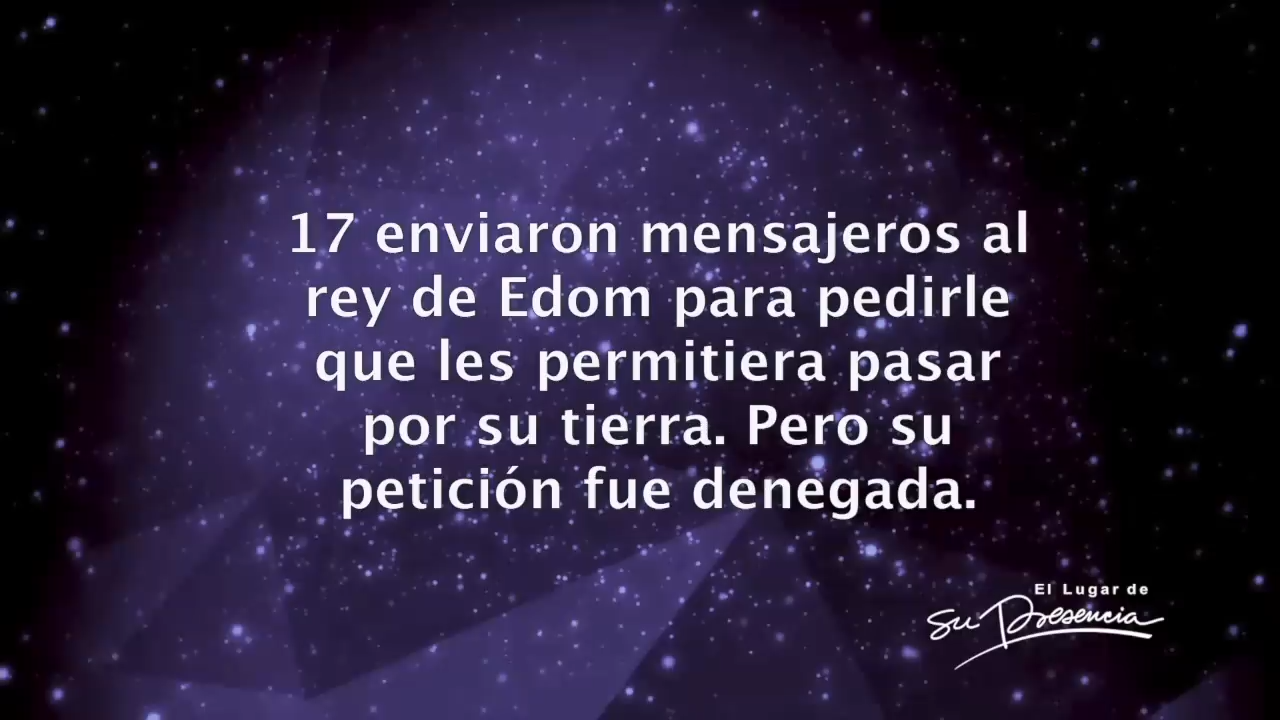 17 enviaron mensajeros al
rey de Edom para pedirle
que les permitiera pasar
por su tierra. Pero su
petición fue denegada.
El Lugar de
Su Presencia